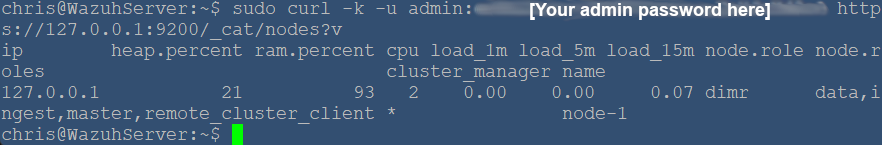 chris@WazuhServer:~$ sudo curl -k -u admin: [Your admin password here] http
s://127.0.0.1:9200/_cat/nodes?v
ip        heap.percent ram.percent cpu load_1m load_5m load_15m node.role node.r
oles                               cluster_manager name
127.0.0.1           21          93   2    0.00    0.00     0.07 dimr      data,i
ngest,master,remote_cluster_client *               node-1
chris@WazuhServer:~$